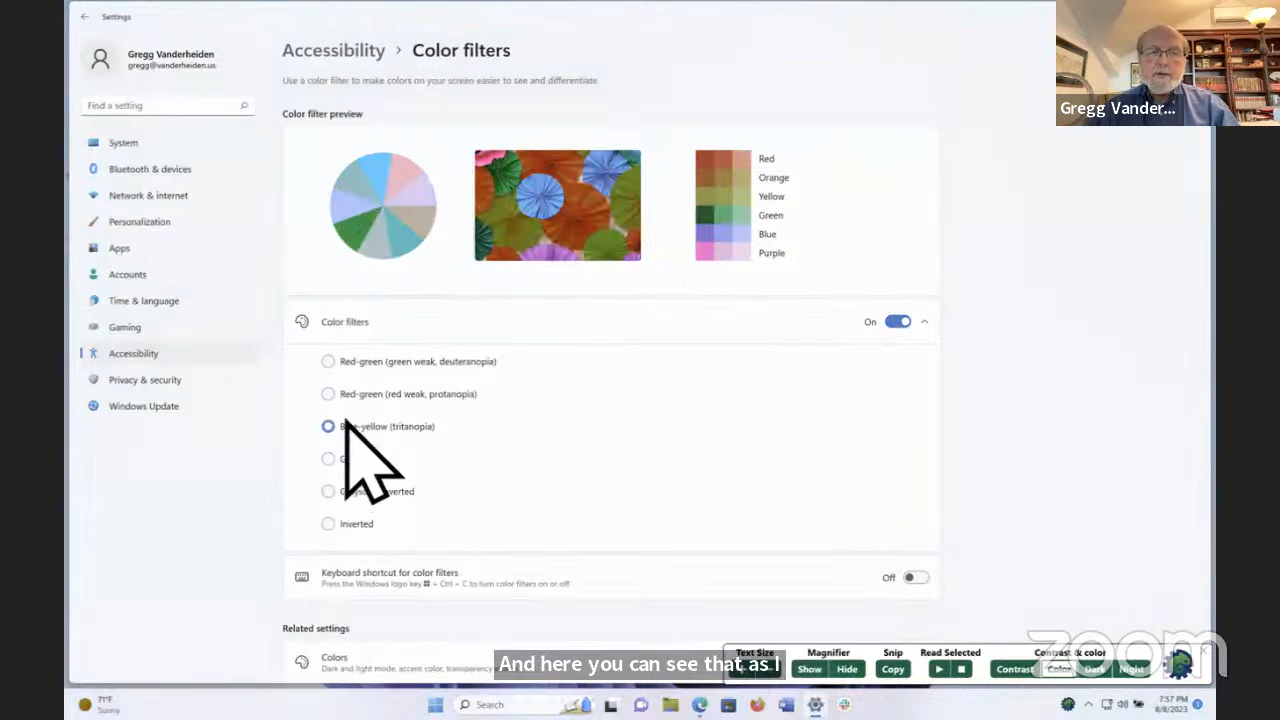 Settings
Gregg Vanderheiden
gregg@vanderheiden.us
Find a setting
System
Bluetooth & devices
Network & internet
Personalization
Apps
Accounts
Time & language
Gaming
Accessibility
Privacy & security
Windows Update
Accessibility > Color filters
Use a color filter to make colors on your screen easier to see and differentiate.
Color filter preview
Red
Orange
Yellow
Green
Blue
Purple
Color filters On
Red-green (green weak, deuteranopia)
Red-green (red weak, protanopia)
-yellow (tritanopia)
G
verted
Inverted
Keyboard shortcut for color filters Off
Press the Windows logo key + Ctrl + C to turn color filters on or off
Related settings
Colors
Dark and light mode, accent color, transparency
And here you can see that as I
Text Size Magnifier Snip Read Selected Contrast & color
Show Hide Copy Contrast Color Dark Night
zoom
Gregg Vander...
71°F
Sunny
Search
7:57 PM
8/8/2023